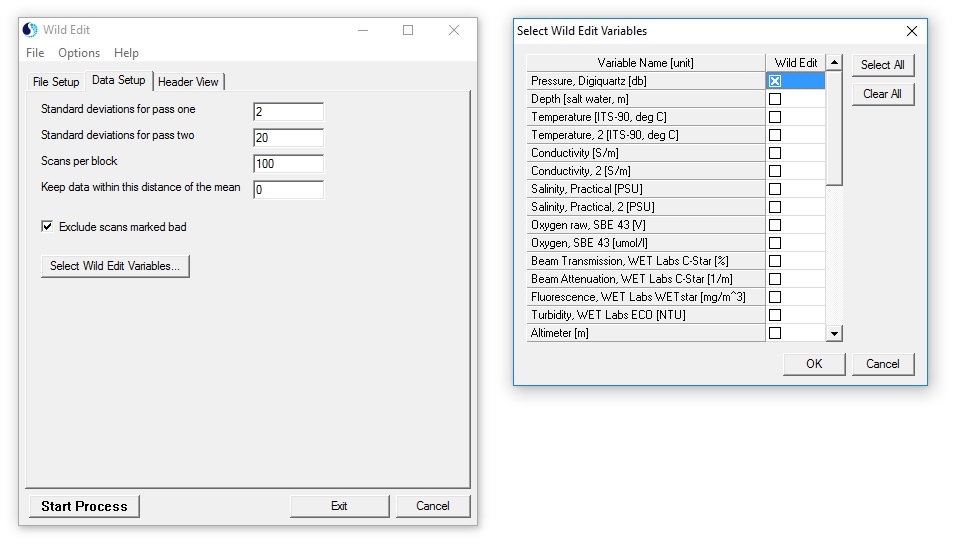 Wild Edit
File Options Help
File Setup Data Setup Header View
Standard deviations for pass one 2
Standard deviations for pass two 20
Scans per block 100
Keep data within this distance of the mean 0
Exclude scans marked bad
Select Wild Edit Variables...
Start Process Exit Cancel
Select Wild Edit Variables
Variable Name [unit] Wild Edit
Pressure, Digiquartz [db]
Depth [salt water, m]
Temperature [ITS-90, deg C]
Temperature, 2 [ITS-90, deg C]
Conductivity [S/m]
Conductivity, 2 [S/m]
Salinity, Practical [PSU]
Salinity, Practical, 2 [PSU]
Oxygen raw, SBE 43 [V]
Oxygen, SBE 43 [umol/l]
Beam Transmission, WET Labs C-Star [%]
Beam Attenuation, WET Labs C-Star [1/m]
Fluorescence, WET Labs WETstar [mg/m^3]
Turbidity, WET Labs ECO [NTU]
Altimeter [m]
Select All
Clear All
OK Cancel